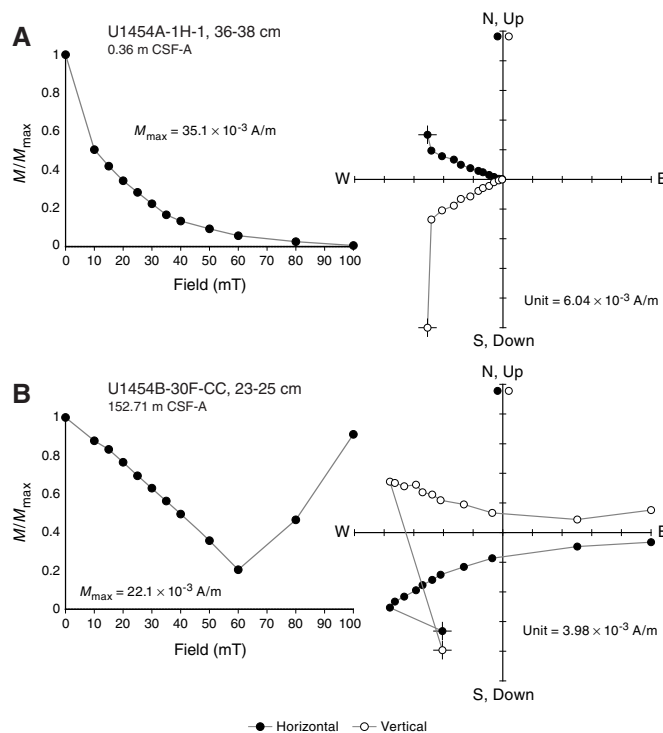 A
U1454A-1H-1, 36-38 cm
0.36 m CSF-A
1
0.8
0.6
0.4
0.2
0
M/Mmax
Mmax = 35.1 × 10⁻³ A/m
0 10 20 30 40 50 60 70 80 90 100
Field (mT)
N, Up
W
E
Unit = 6.04 × 10⁻³ A/m
S, Down
B
U1454B-30F-CC, 23-25 cm
152.71 m CSF-A
1
0.8
0.6
0.4
0.2
0
M/Mmax
Mmax = 22.1 × 10⁻³ A/m
0 10 20 30 40 50 60 70 80 90 100
Field (mT)
N, Up
W
E
Unit = 3.98 × 10⁻³ A/m
S, Down
Horizontal Vertical